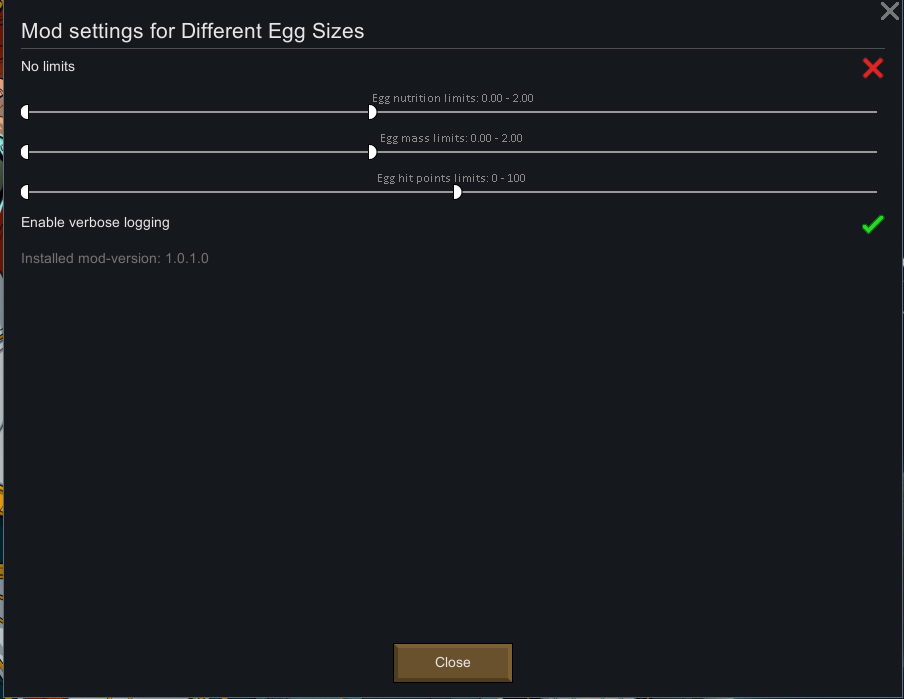 Mod settings for Different Egg Sizes
No limits
Egg nutrition limits: 0.00 - 2.00
Egg mass limits: 0.00 - 2.00
Egg hit points limits: 0 - 100
Enable verbose logging
Installed mod-version: 1.0.1.0
Close